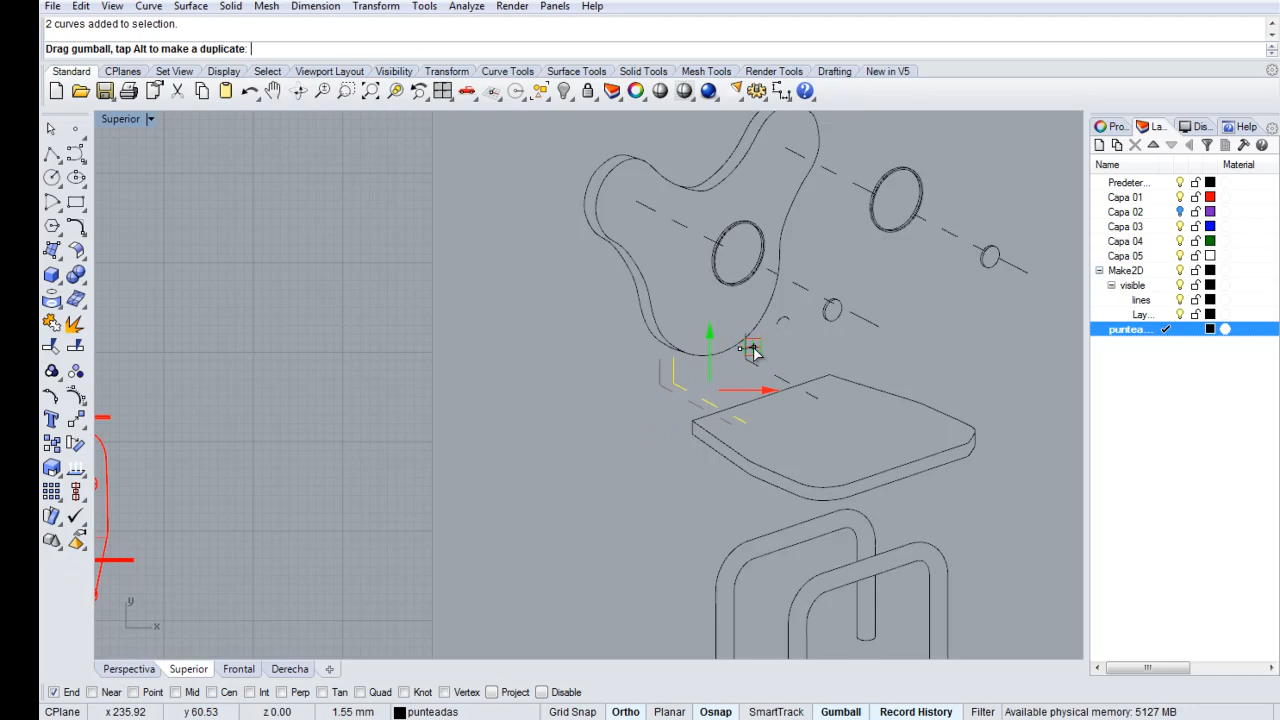 File Edit View Curve Surface Solid Mesh Dimension Transform Tools Analyze Render Panels Help
2 curves added to selection.
Drag gumball, tap Alt to make a duplicate:
Standard CPlanes Set View Display Select Viewport Layout Visibility Transform Curve Tools Surface Tools Solid Tools Mesh Tools Render Tools Drafting New in V5
Superior
Pro... La... Dis... Help
Name Material
Predeter...
Capa 01
Capa 02
Capa 03
Capa 04
Capa 05
Make2D
visible
lines
Lay...
puntea...
y
x
Perspectiva Superior Frontal Derecha
End Near Point Mid Cen Int Perp Tan Quad Knot Vertex Project Disable
CPlane x 235.92 y 60.53 z 0.00 1.55 mm punteadas Grid Snap Ortho Planar Osnap SmartTrack Gumball Record History Filter Available physical memory: 5127 MB